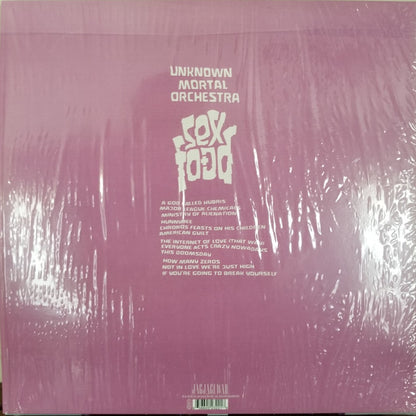 UNKNOWN
MORTAL
ORCHESTRA
SEX
FOOD
A GOD CALLED HUBRIS
MAJOR LEAGUE CHEMICALS
MINISTRY OF ALIENATION
HUNNYBEE
CHRONOS FEASTS ON HIS CHILDREN
AMERICAN GUILT
THE INTERNET OF LOVE (THAT WAY)
EVERYONE ACTS CRAZY NOWADAYS
THIS DOOMSDAY
HOW MANY ZEROS
NOT IN LOVE WE'RE JUST HIGH
IF YOU'RE GOING TO BREAK YOURSELF
JAGJAGUWAR